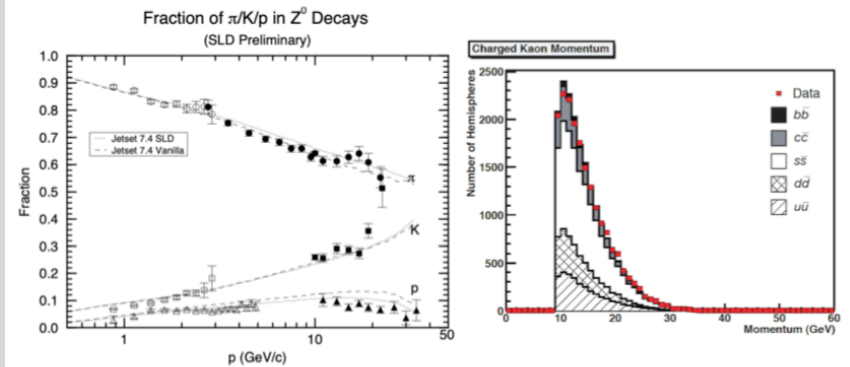 Fraction of π/K/p in Z⁰ Decays
(SLD Preliminary)
1.0
0.9
0.8
0.7
0.6
0.5
0.4
0.3
0.2
0.1
0.0
Fraction
Jetset 7.4 SLD
Jetset 7.4 Vanilla
π
K
p
1
10
50
p (GeV/c)
Charged Kaon Momentum
Number of Hemispheres
2500
2000
1500
1000
500
0
Data
bb̅
cc̅
ss̅
dd̅
uu̅
0
10
20
30
40
50
60
Momentum (GeV)